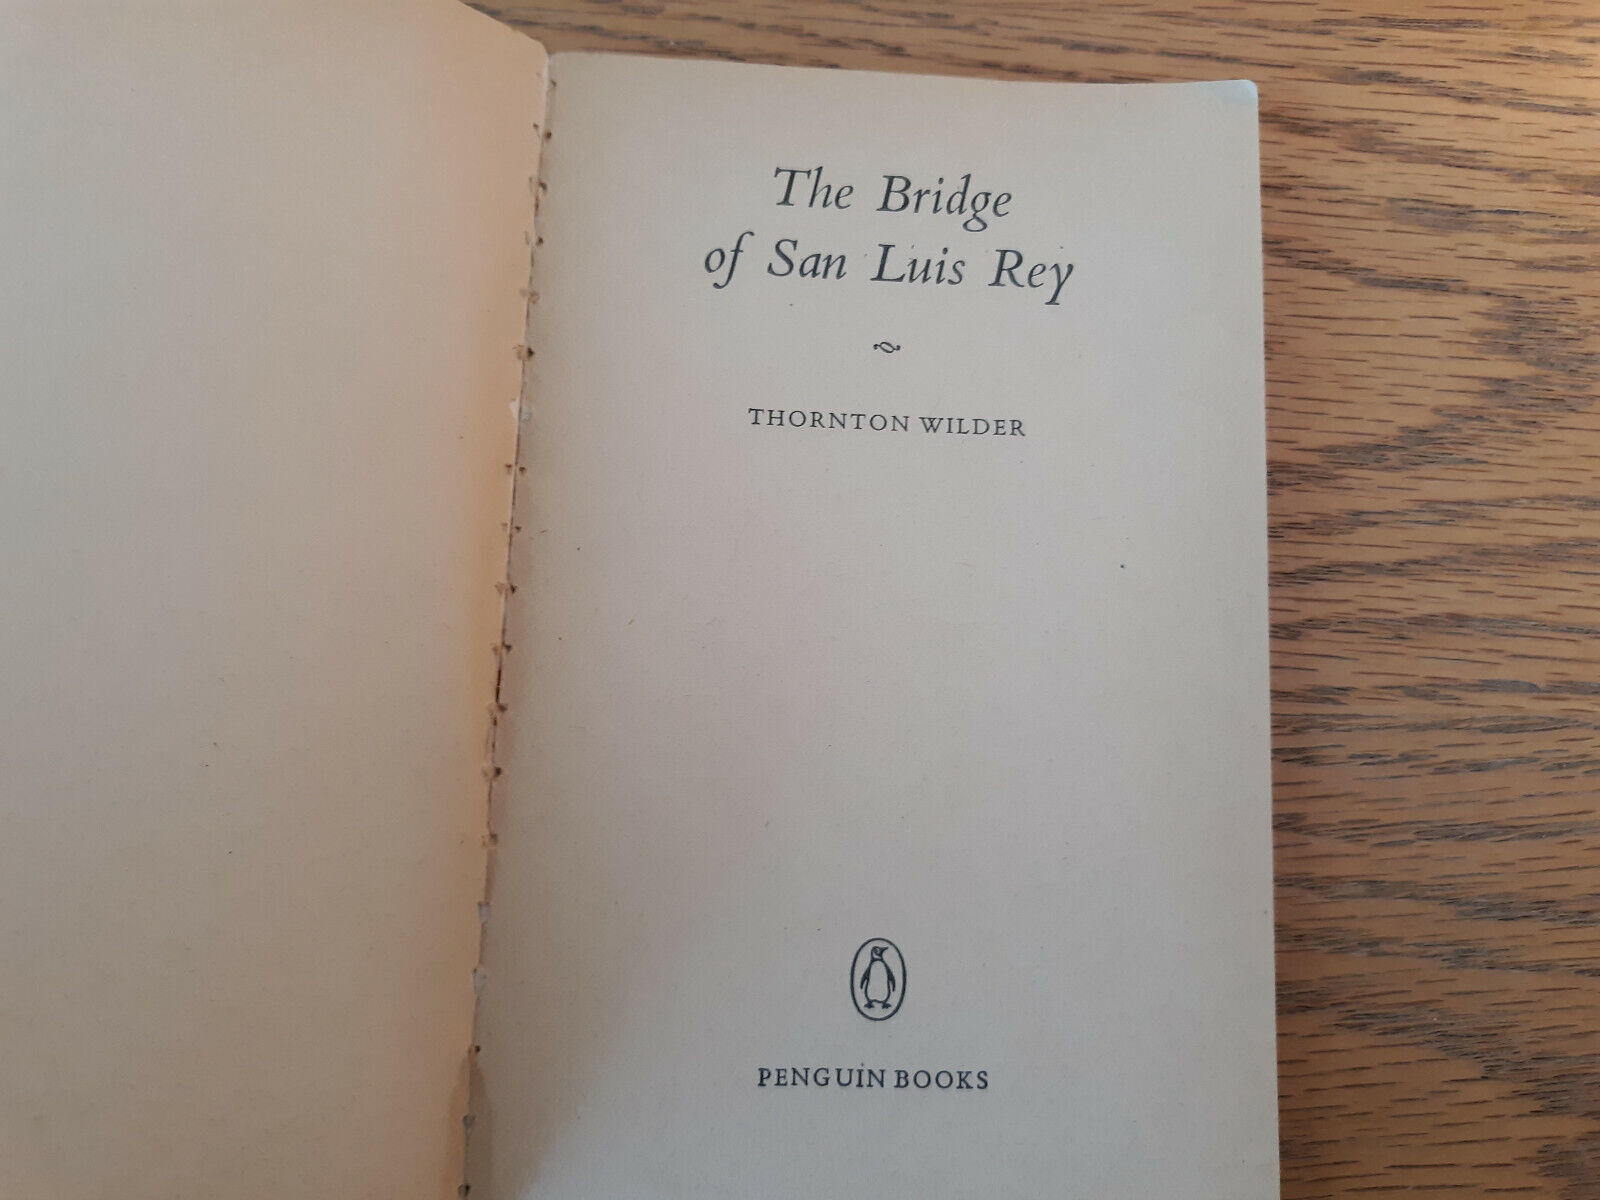 The Bridge
of San Luis Rey
THORNTON WILDER
PENGUIN BOOKS